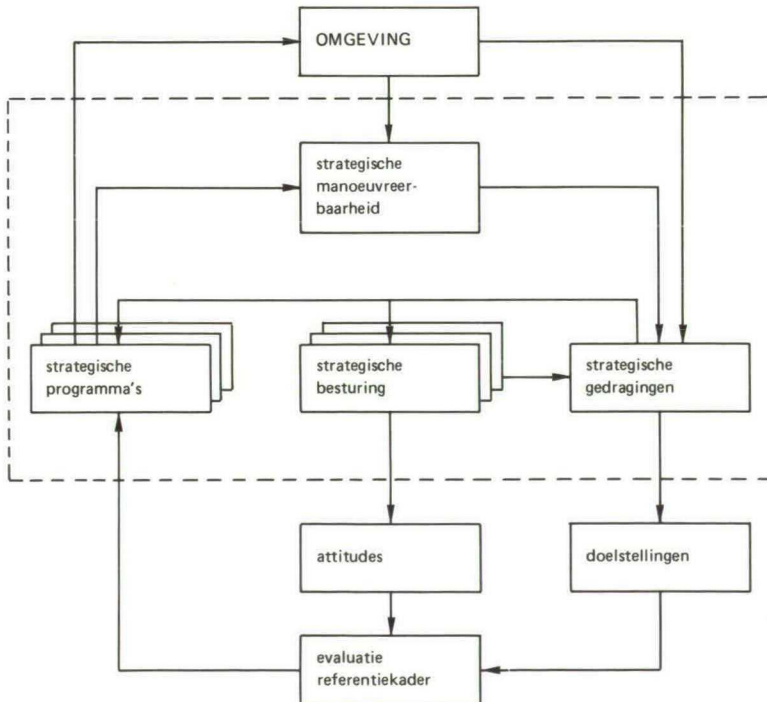 OMGEVING
strategische
manoeuvreer-
baarheid
strategische
programma's
strategische
besturing
strategische
gedragingen
attitudes
doelstellingen
evaluatie
referentiekader